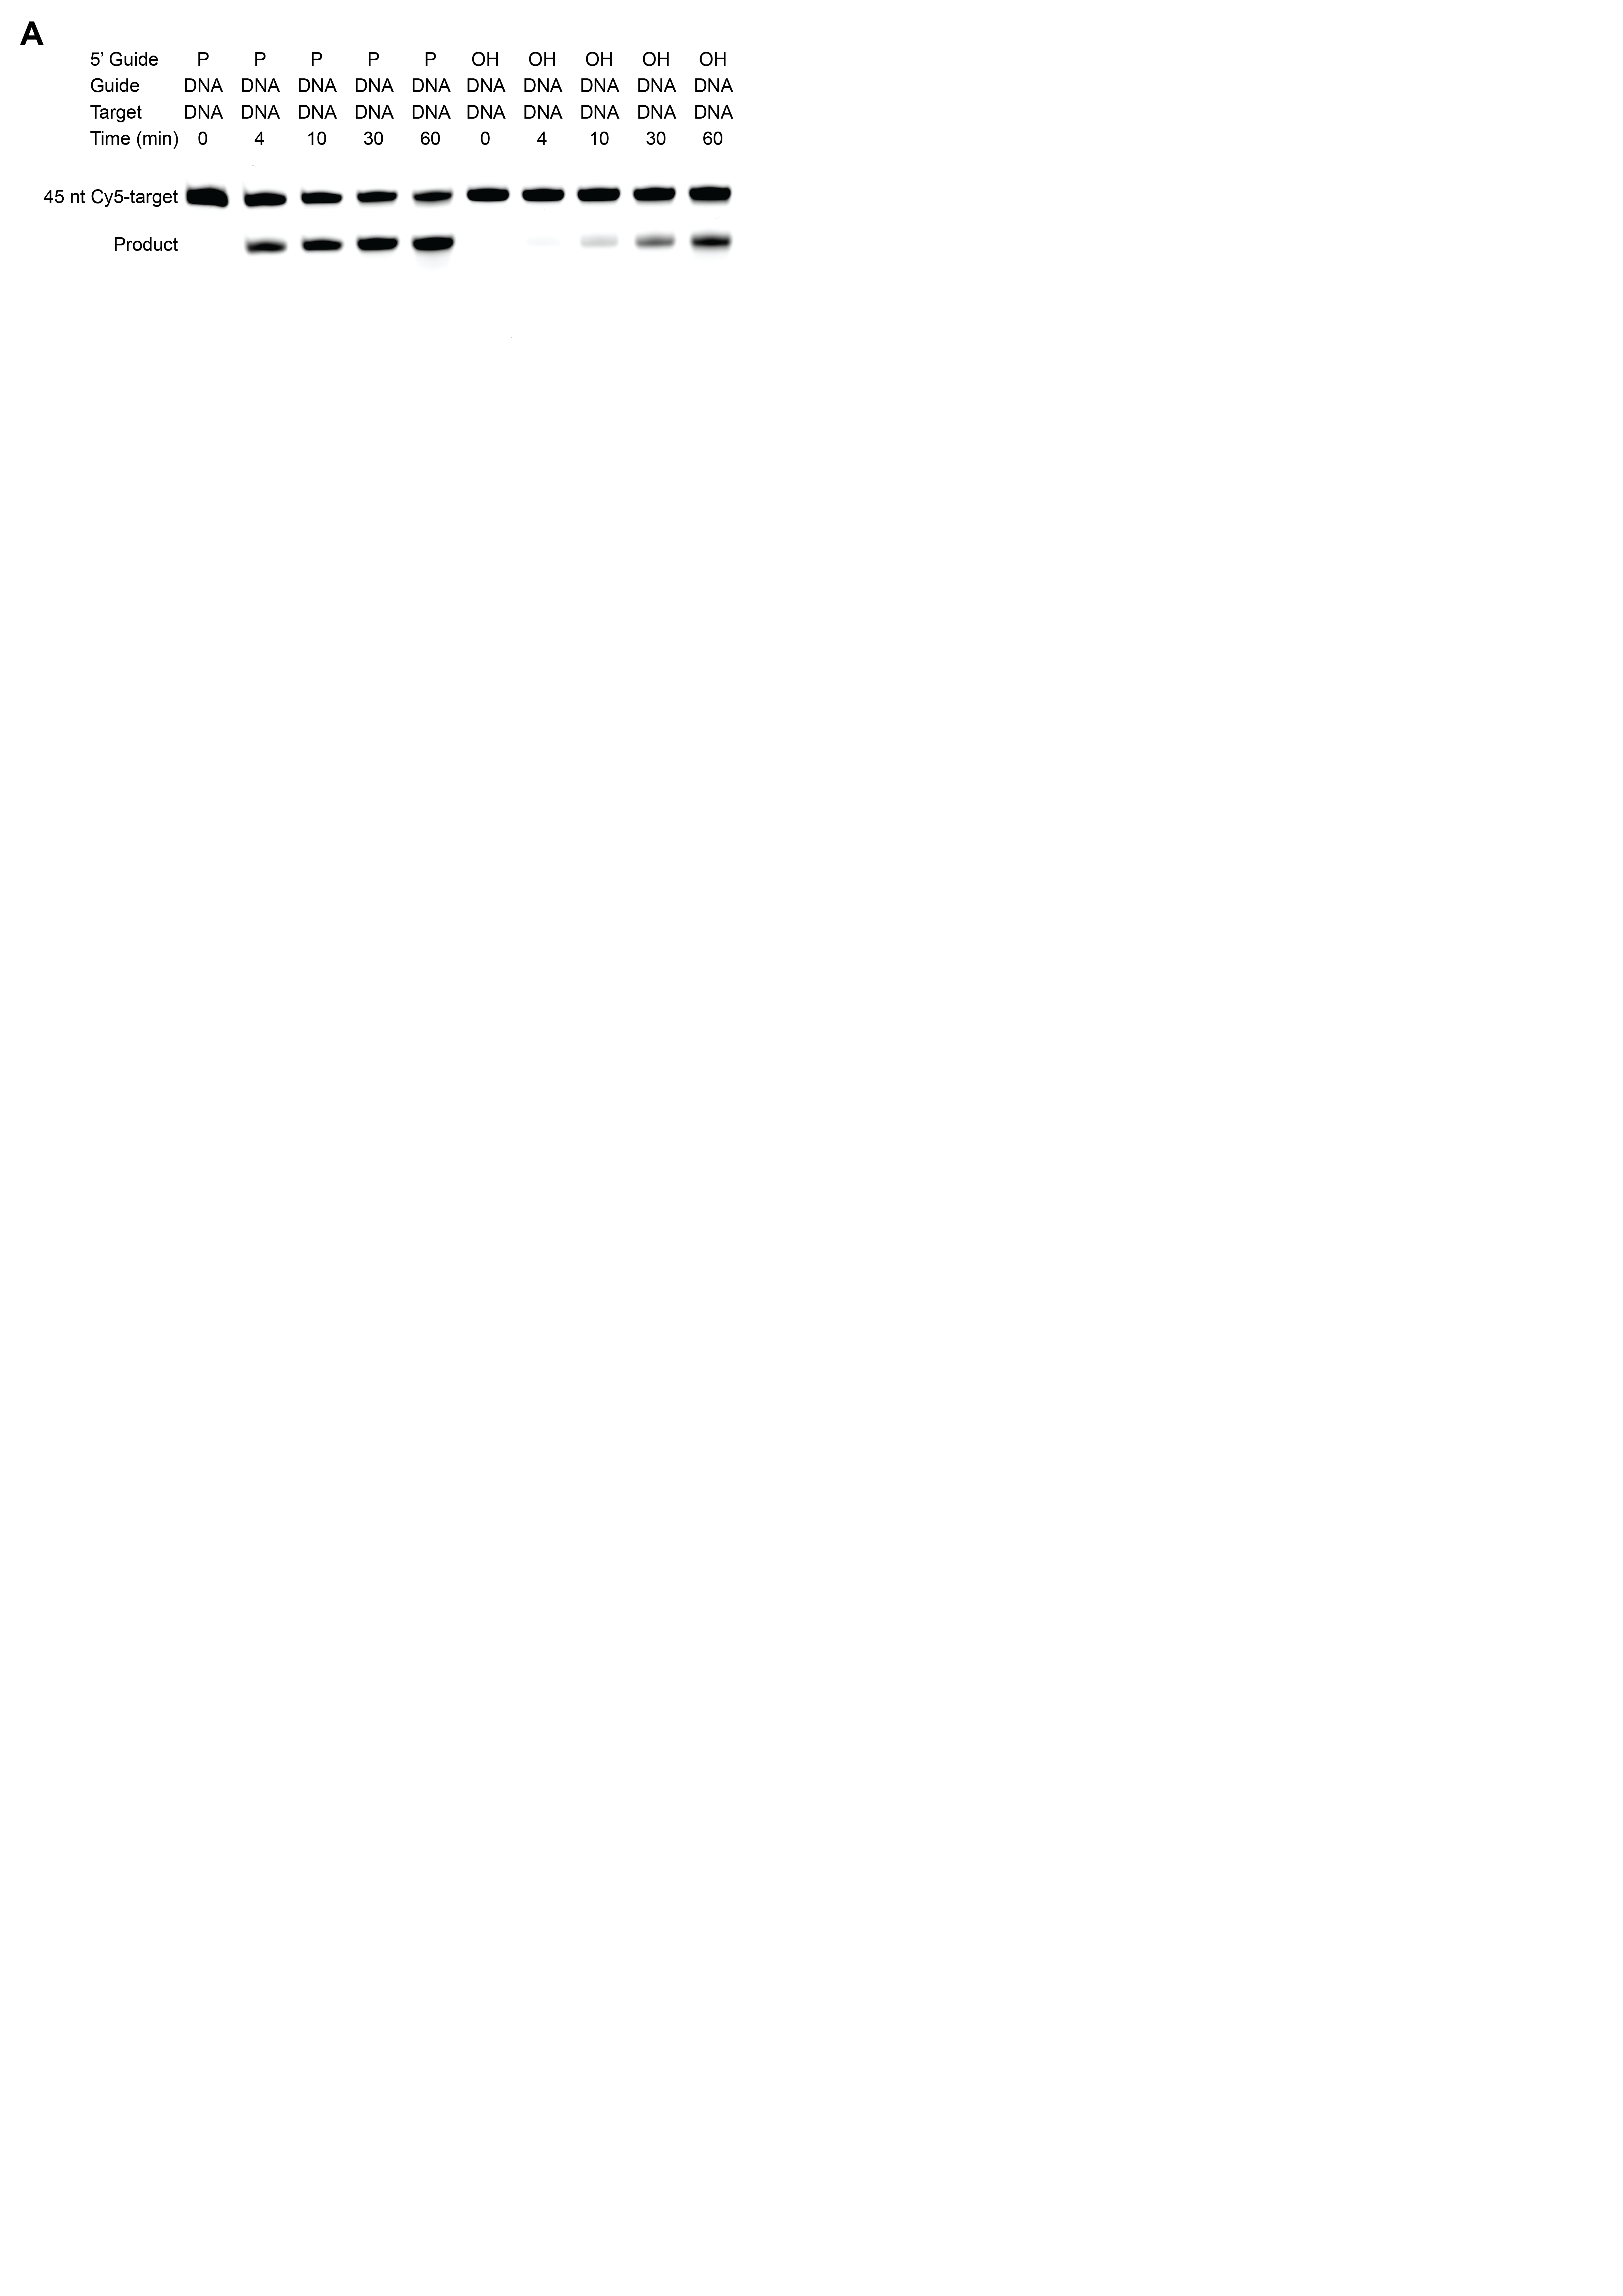 A
5’ Guide P P P P P OH OH OH OH OH
Guide DNA DNA DNA DNA DNA DNA DNA DNA DNA DNA
Target DNA DNA DNA DNA DNA DNA DNA DNA DNA DNA
Time (min) 0 4 10 30 60 0 4 10 30 60
45 nt Cy5-target
Product